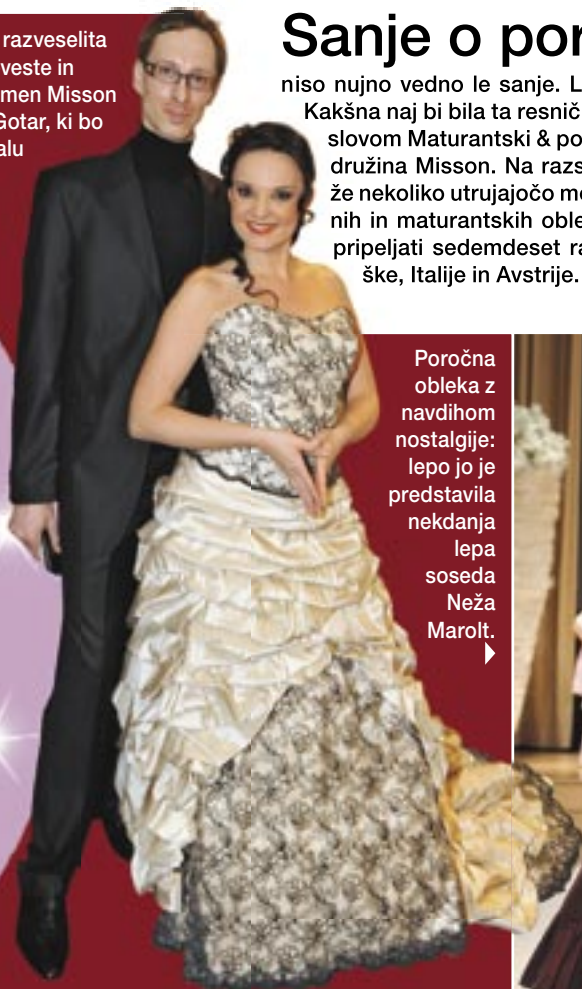 razveselita
veste in
men Misson
Gotar, ki bo
alu
Sanje o por
niso nujno vedno le sanje. L
Kakšna naj bi bila ta resnič
slovom Maturantski & po
družina Misson. Na razs
že nekoliko utrujajočo mo
nih in maturantskih oble
pripeljati sedemdeset ra
ške, Italije in Avstrije.
Poročna
obleka z
navdihom
nostalgije:
lepo jo je
predstavila
nekdanja
lepa
soseda
Neža
Marolt.